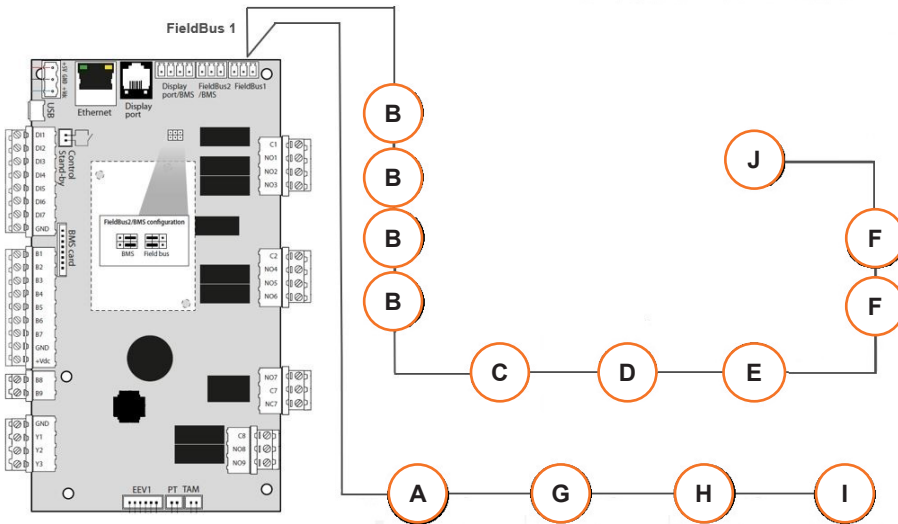 FieldBus 1
+5V GND +Vdc
USB
Ethernet
Display
port
Display
port/BMS
FieldBus2
/BMS
FieldBus1
DI1
DI2
DI3
DI4
DI5
DI6
DI7
GND
Control
Stand-by
BMS card
B1
B2
B3
B4
B5
B6
B7
GND
+Vdc
B8
B9
GND
Y1
Y2
Y3
FieldBus2/BMS configuration
BMS
Field bus
C1
NO1
NO2
NO3
C2
NO4
NO5
NO6
NO7
C7
NC7
C8
NO8
NO9
EEV1
PT
TAM
B
B
B
B
C
D
E
F
F
J
A
G
H
I